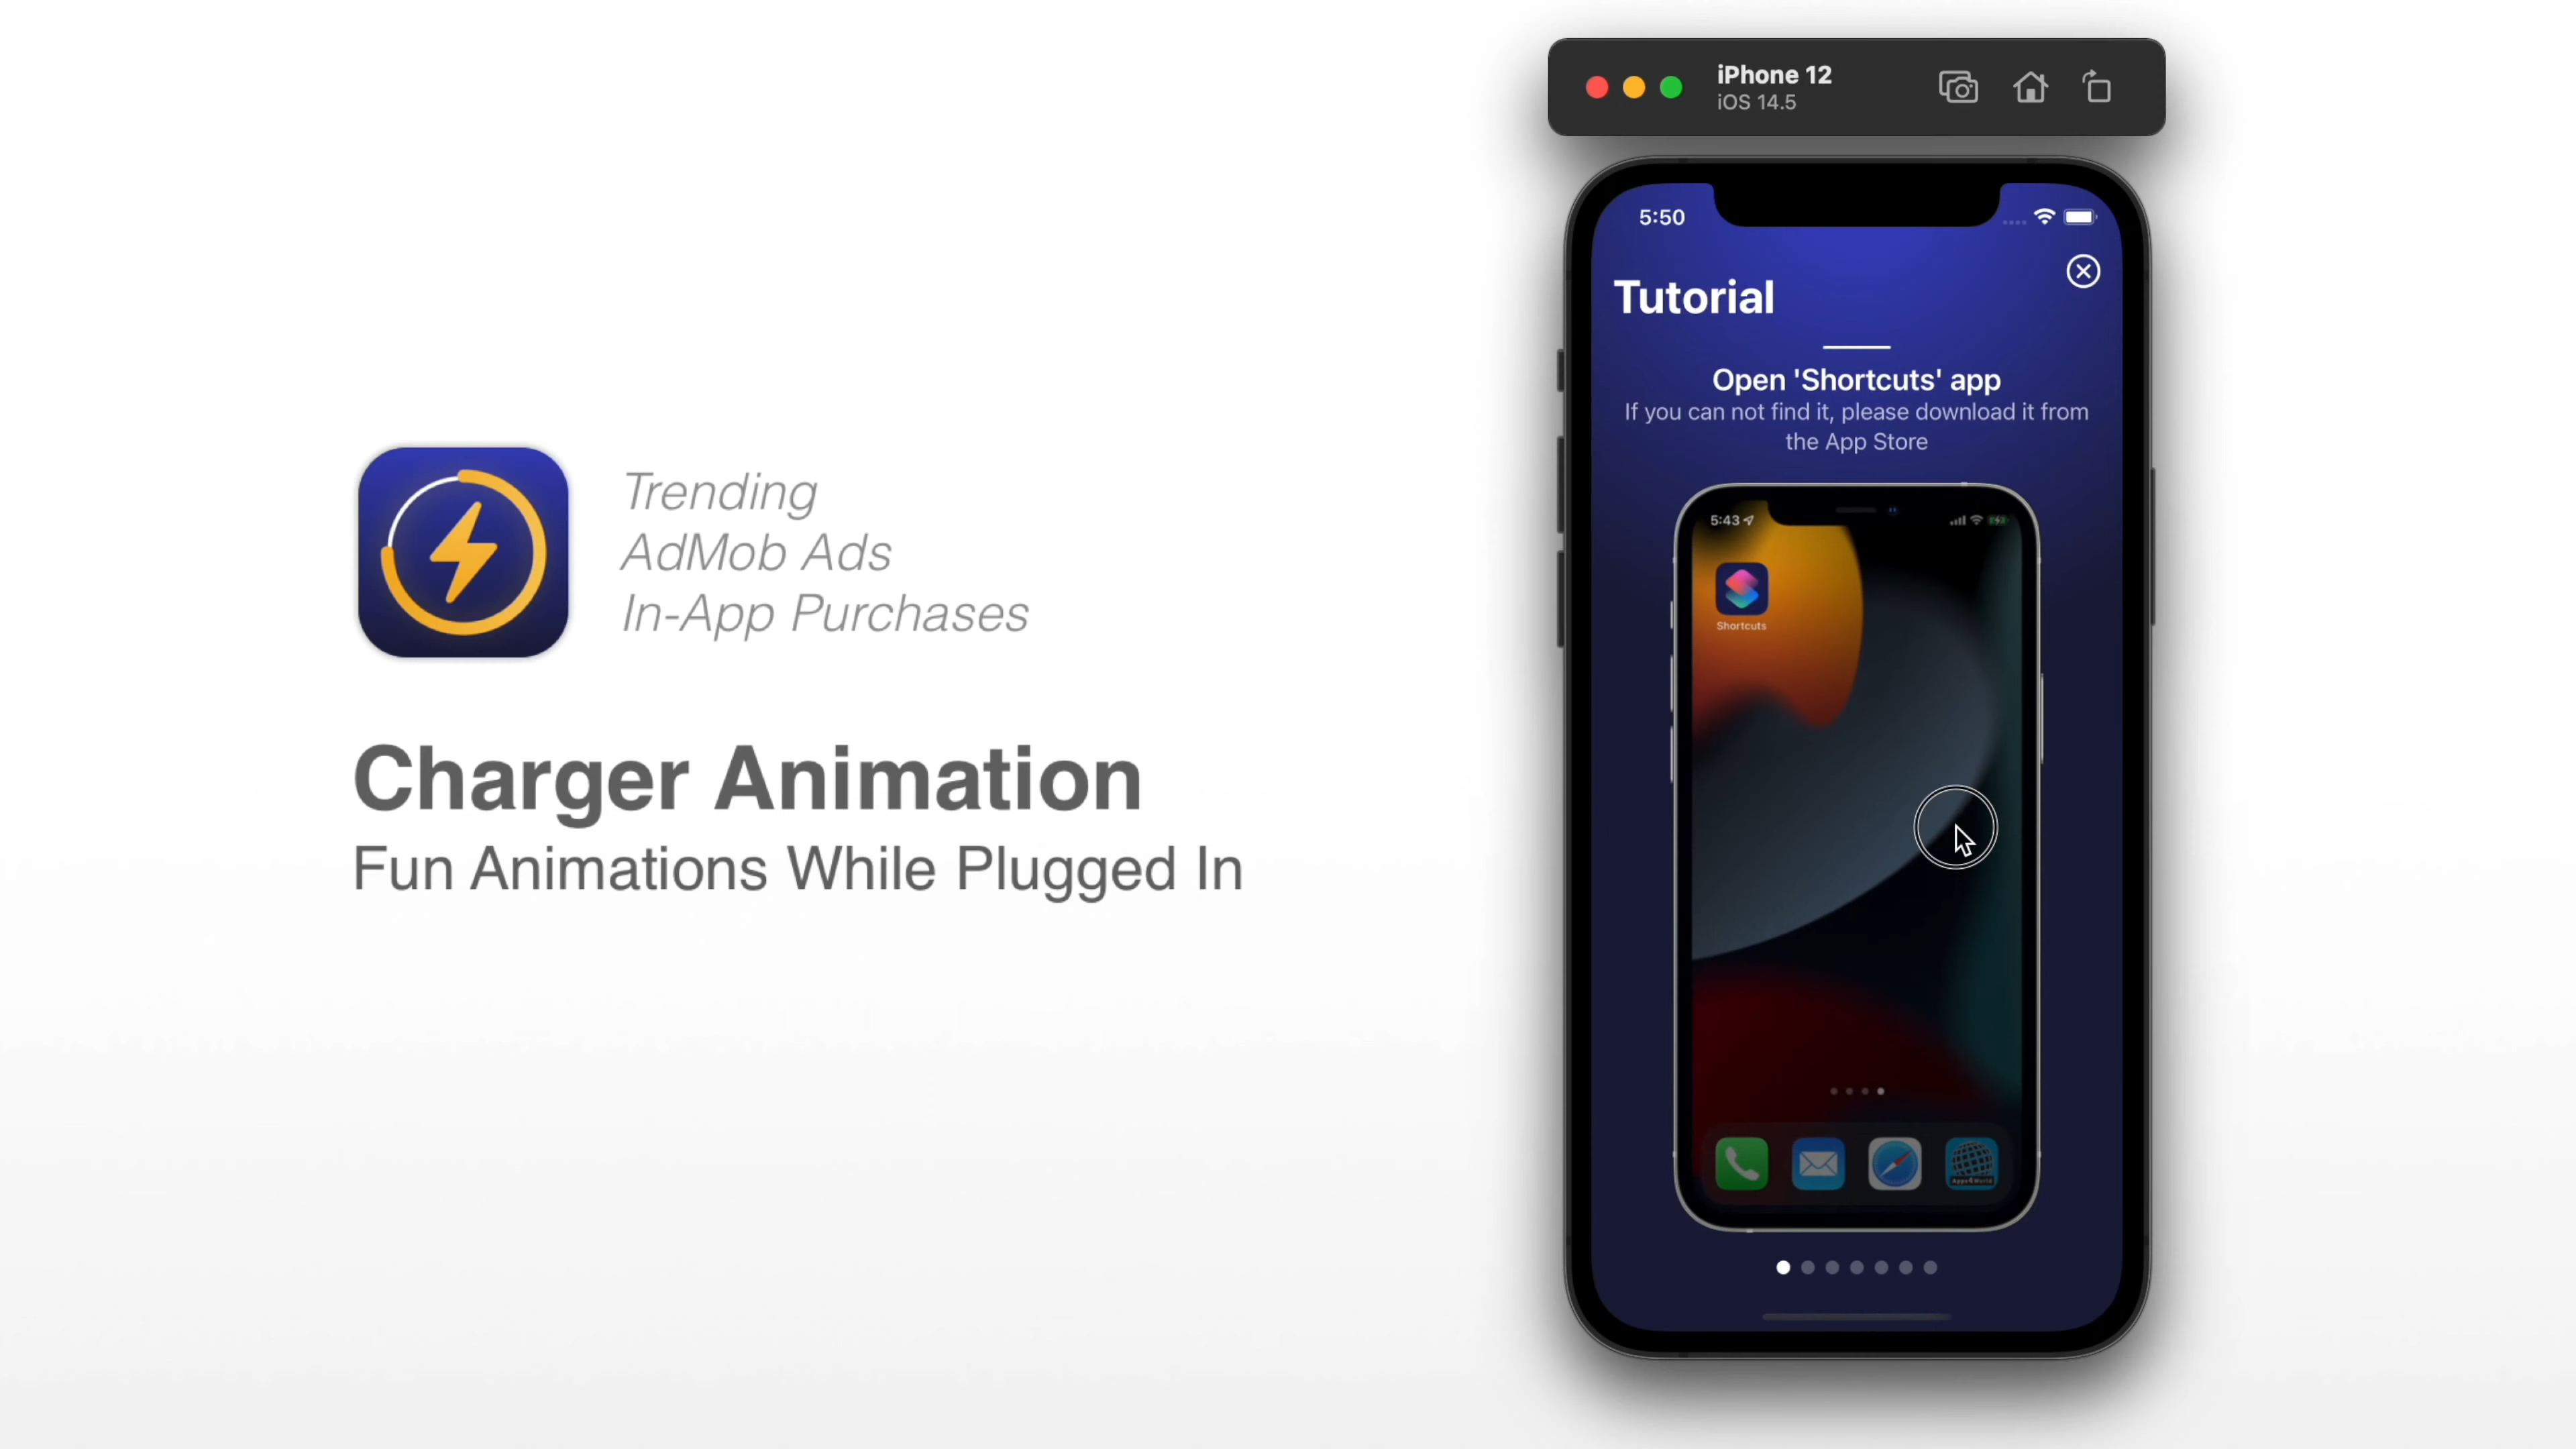 Trending
AdMob Ads
In-App Purchases
Charger Animation
Fun Animations While Plugged In
iPhone 12
iOS 14.5
5:50
Tutorial
Open 'Shortcuts' app
If you can not find it, please download it from
the App Store
5:43
Shortcuts
Apps4World